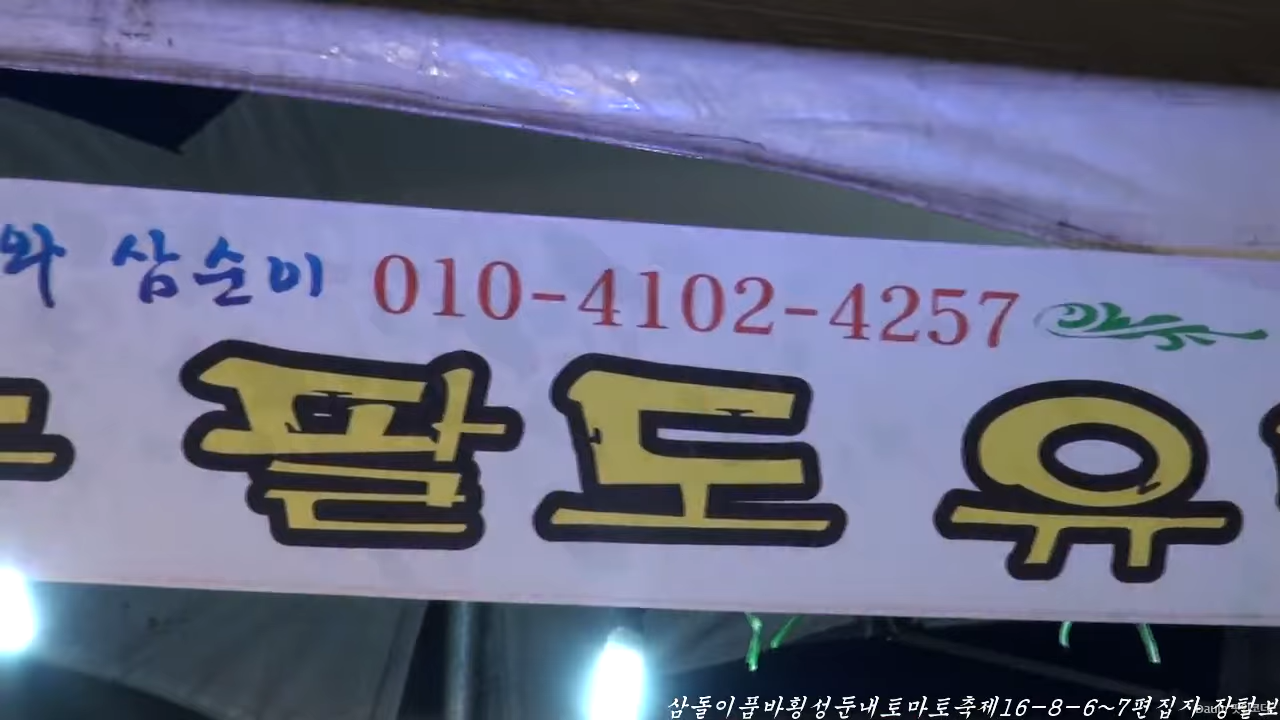 와 삼순이 010-4102-4257
팔도 유
삼돌이품바횡성둔내토마토축제16-8-6~7편집자